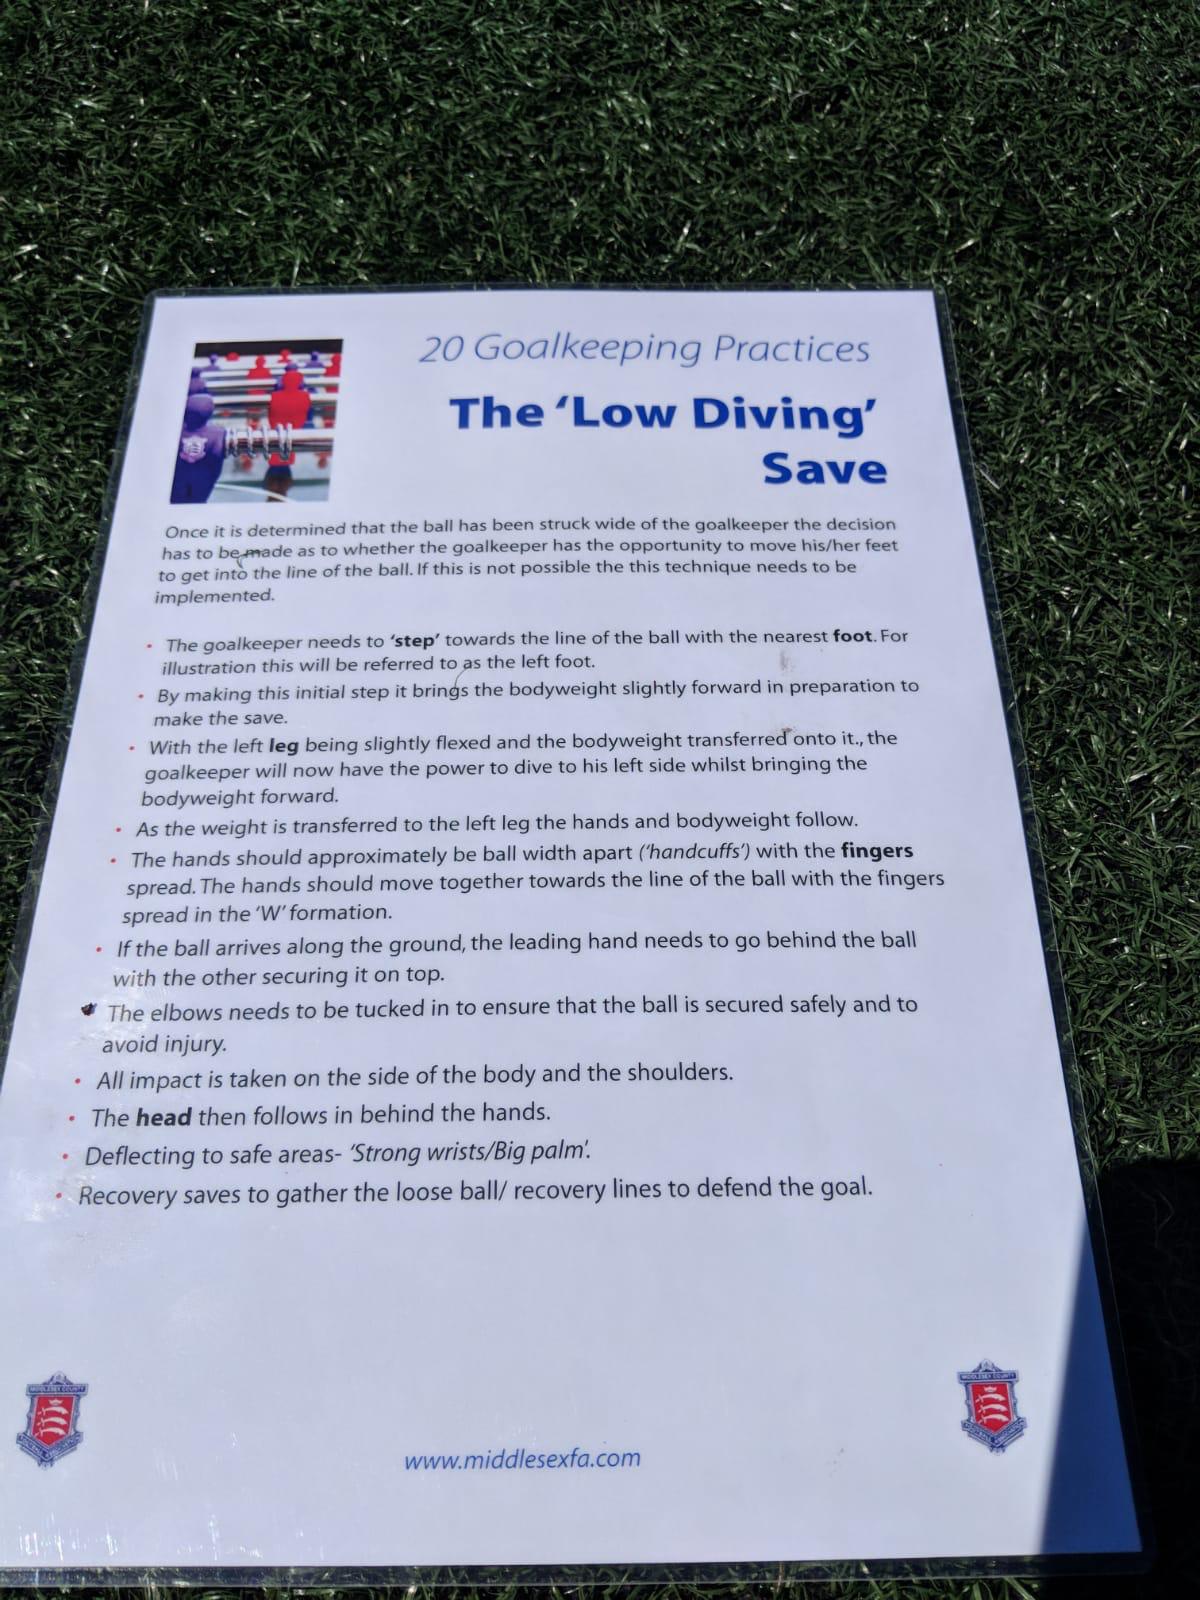 20 Goalkeeping Practices
The ‘Low Diving’
Save
Once it is determined that the ball has been struck wide of the goalkeeper the decision
has to be made as to whether the goalkeeper has the opportunity to move his/her feet
to get into the line of the ball. If this is not possible the this technique needs to be
implemented.
• The goalkeeper needs to ‘step’ towards the line of the ball with the nearest foot. For
illustration this will be referred to as the left foot.
• By making this initial step it brings the bodyweight slightly forward in preparation to
make the save.
• With the left leg being slightly flexed and the bodyweight transferred onto it., the
goalkeeper will now have the power to dive to his left side whilst bringing the
bodyweight forward.
• As the weight is transferred to the left leg the hands and bodyweight follow.
• The hands should approximately be ball width apart (‘handcuffs’) with the fingers
spread. The hands should move together towards the line of the ball with the fingers
spread in the ‘W’ formation.
• If the ball arrives along the ground, the leading hand needs to go behind the ball
with the other securing it on top.
• The elbows needs to be tucked in to ensure that the ball is secured safely and to
avoid injury.
• All impact is taken on the side of the body and the shoulders.
• The head then follows in behind the hands.
• Deflecting to safe areas- ‘Strong wrists/Big palm’.
• Recovery saves to gather the loose ball/ recovery lines to defend the goal.
MIDDLESEX COUNTY
FOOTBALL ASSOCIATION
MIDDLESEX COUNTY
FOOTBALL ASSOCIATION
www.middlesexfa.com